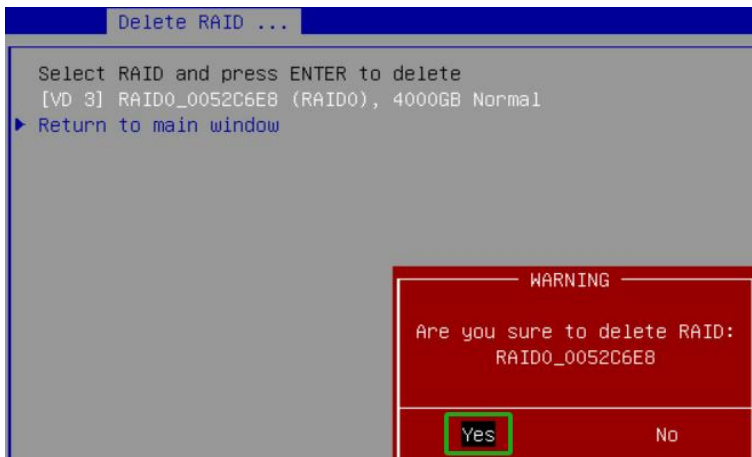 Delete RAID ...
Select RAID and press ENTER to delete
[VD 3] RAID0_0052C6E8 (RAID0), 4000GB Normal
Return to main window
WARNING
Are you sure to delete RAID:
RAID0_0052C6E8
Yes No